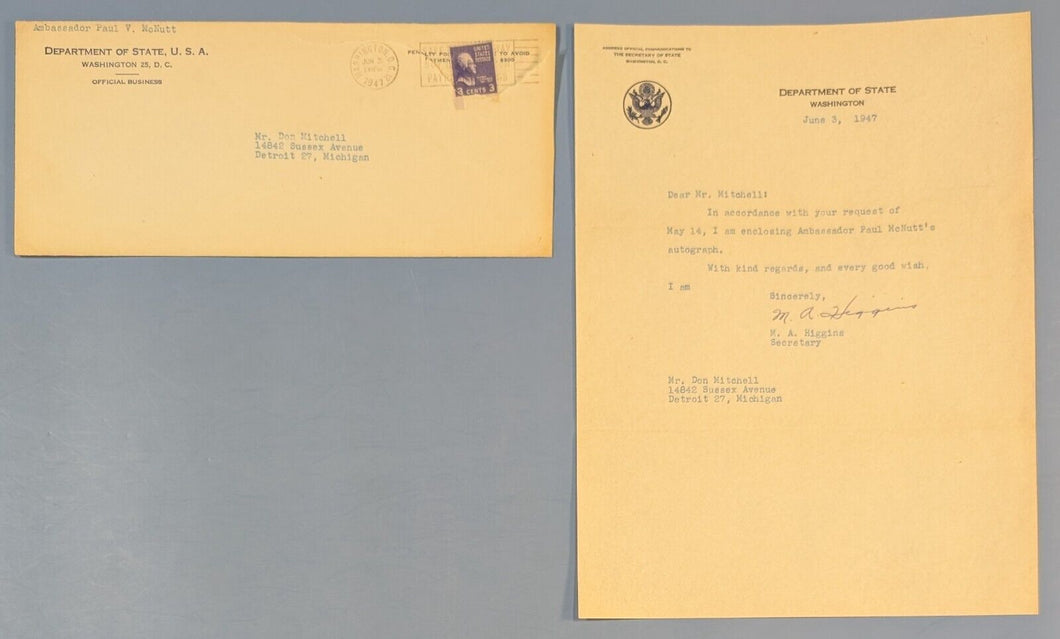 Ambassador Paul V. McNutt
DEPARTMENT OF STATE, U. S. A.
WASHINGTON 25, D. C.
OFFICIAL BUSINESS
WASHINGTON, D.C.
JUN 3
1947
TO AVOID
$300
UNITED STATES POSTAGE
3 CENTS 3
Mr. Don Mitchell
14842 Sussex Avenue
Detroit 27, Michigan
ADDRESS OFFICIAL COMMUNICATIONS TO
THE SECRETARY OF STATE
WASHINGTON, D. C.
DEPARTMENT OF STATE
WASHINGTON
June 3, 1947
Dear Mr. Mitchell:
In accordance with your request of
May 14, I am enclosing Ambassador Paul McNutt's
autograph.
With kind regards, and every good wish,
I am
Sincerely,
M. A. Higgins
M. A. Higgins
Secretary
Mr. Don Mitchell
14842 Sussex Avenue
Detroit 27, Michigan